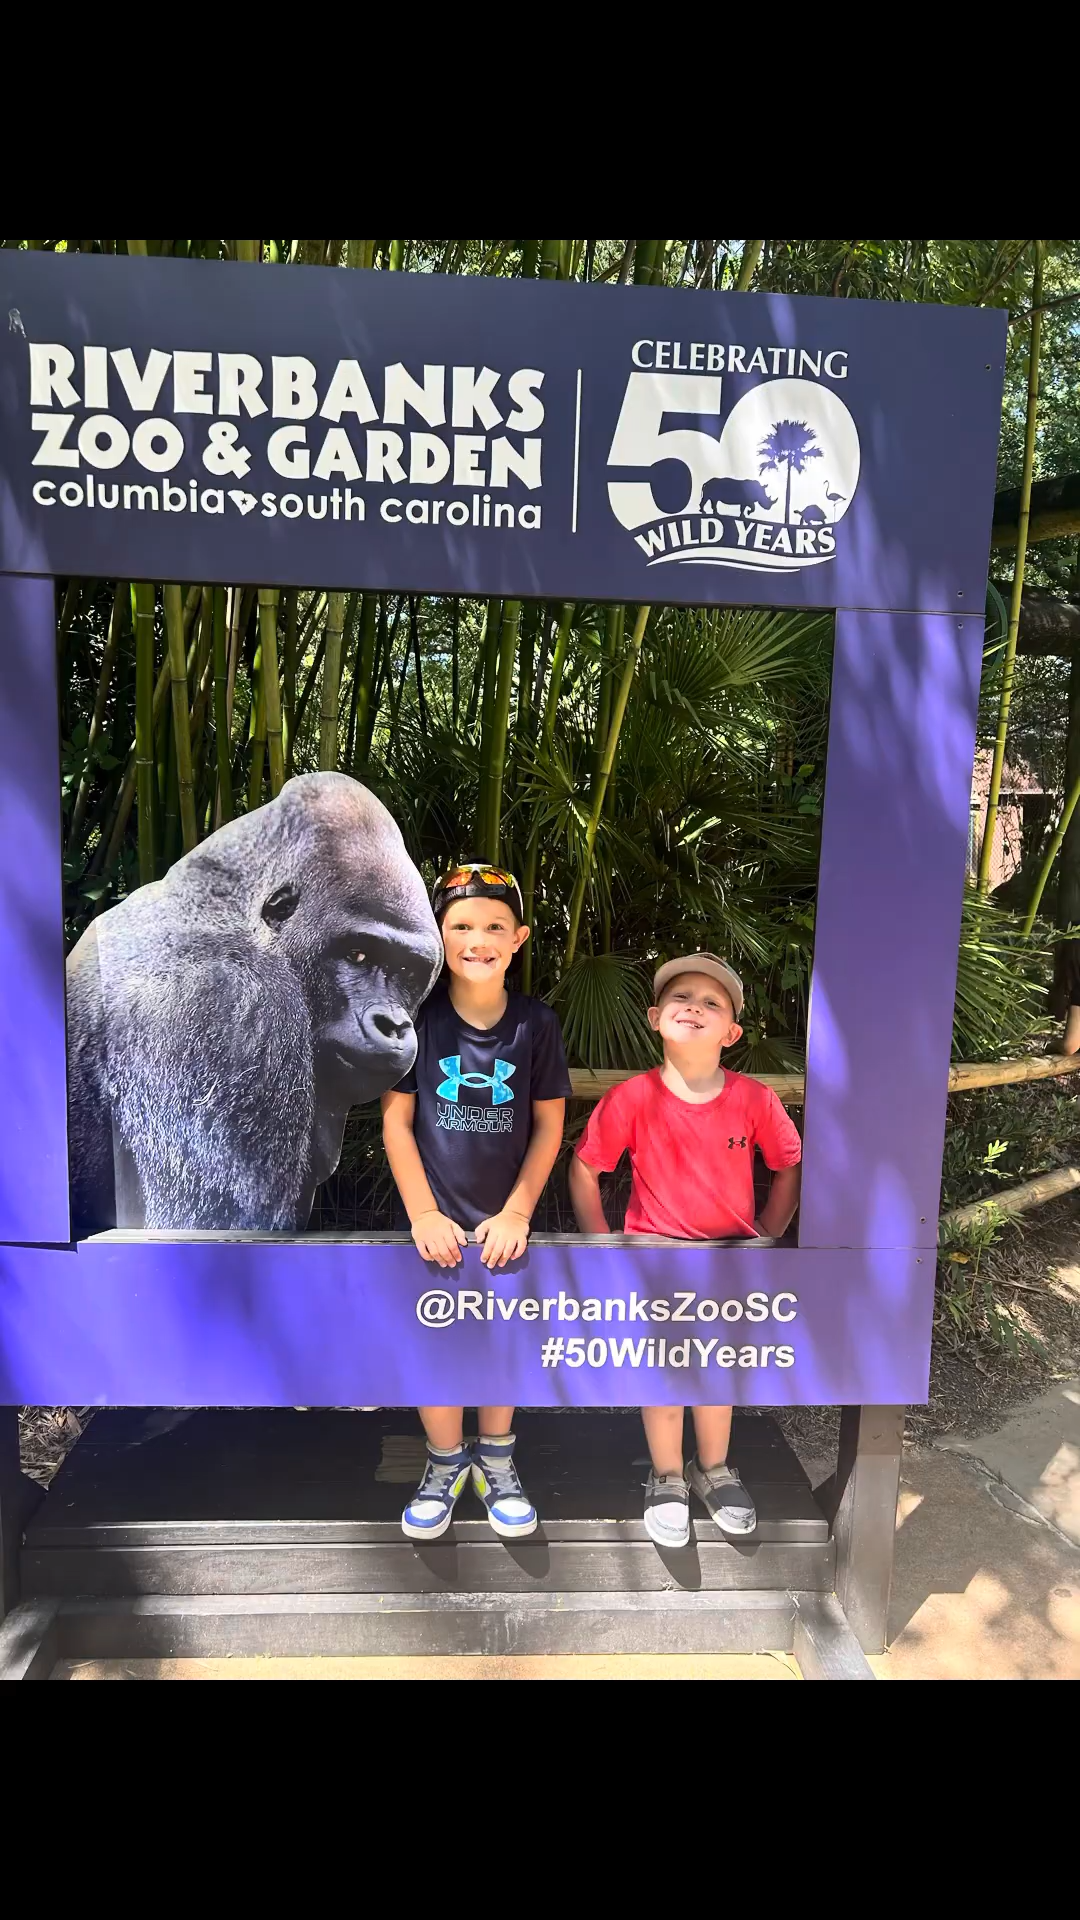 RIVERBANKS
ZOO & GARDEN
columbia south carolina
CELEBRATING
50
WILD YEARS
UNDER
ARMOUR
@RiverbanksZooSC
#50WildYears